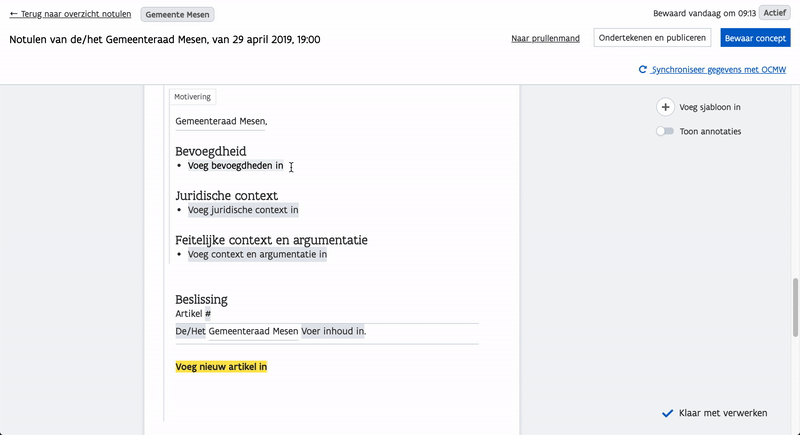 ← Terug naar overzicht notulen Gemeente Mesen Bewaard vandaag om 09:13 Actief
Notulen van de/het Gemeenteraad Mesen, van 29 april 2019, 19:00 Naar prullenmand Ondertekenen en publiceren Bewaar concept
Synchroniseer gegevens met OCMW
Motivering
Voeg sjabloon in
Gemeenteraad Mesen,
Toon annotaties
Bevoegdheid
• Voeg bevoegdheden in
Juridische context
• Voeg juridische context in
Feitelijke context en argumentatie
• Voeg context en argumentatie in
Beslissing
Artikel #
De/Het Gemeenteraad Mesen Voer inhoud in.
Voeg nieuw artikel in
Klaar met verwerken